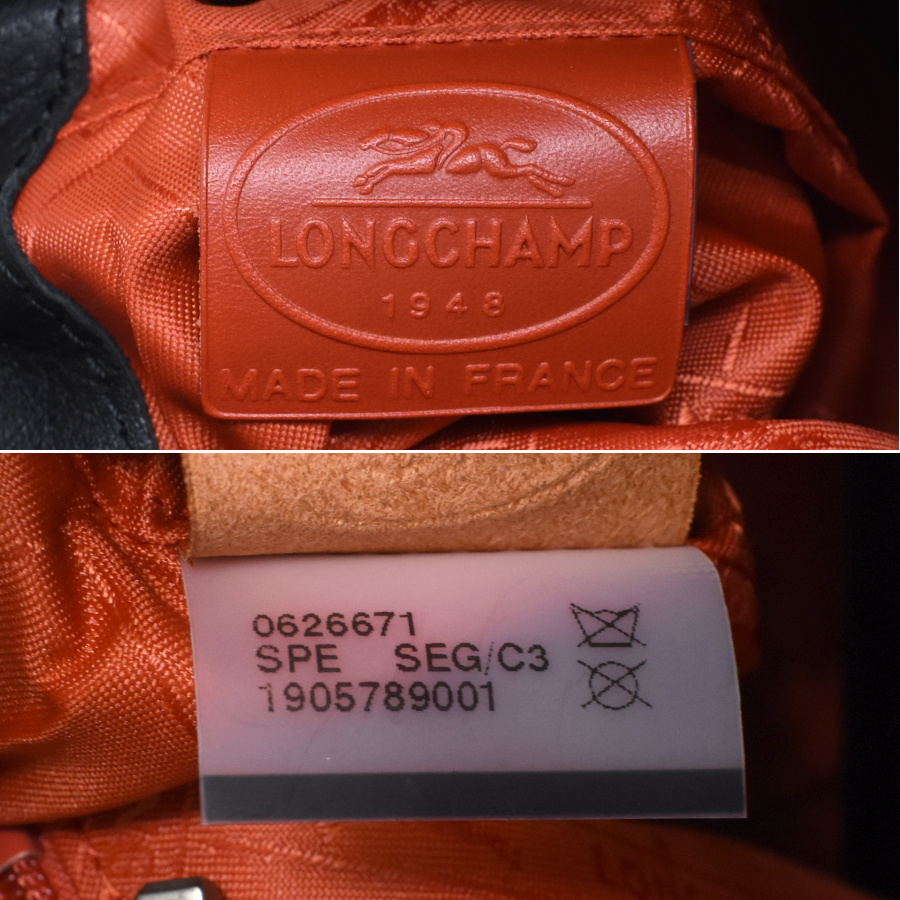 LONGCHAMP
1948
MADE IN FRANCE
0626671
SPE SEG/C3
1905789001